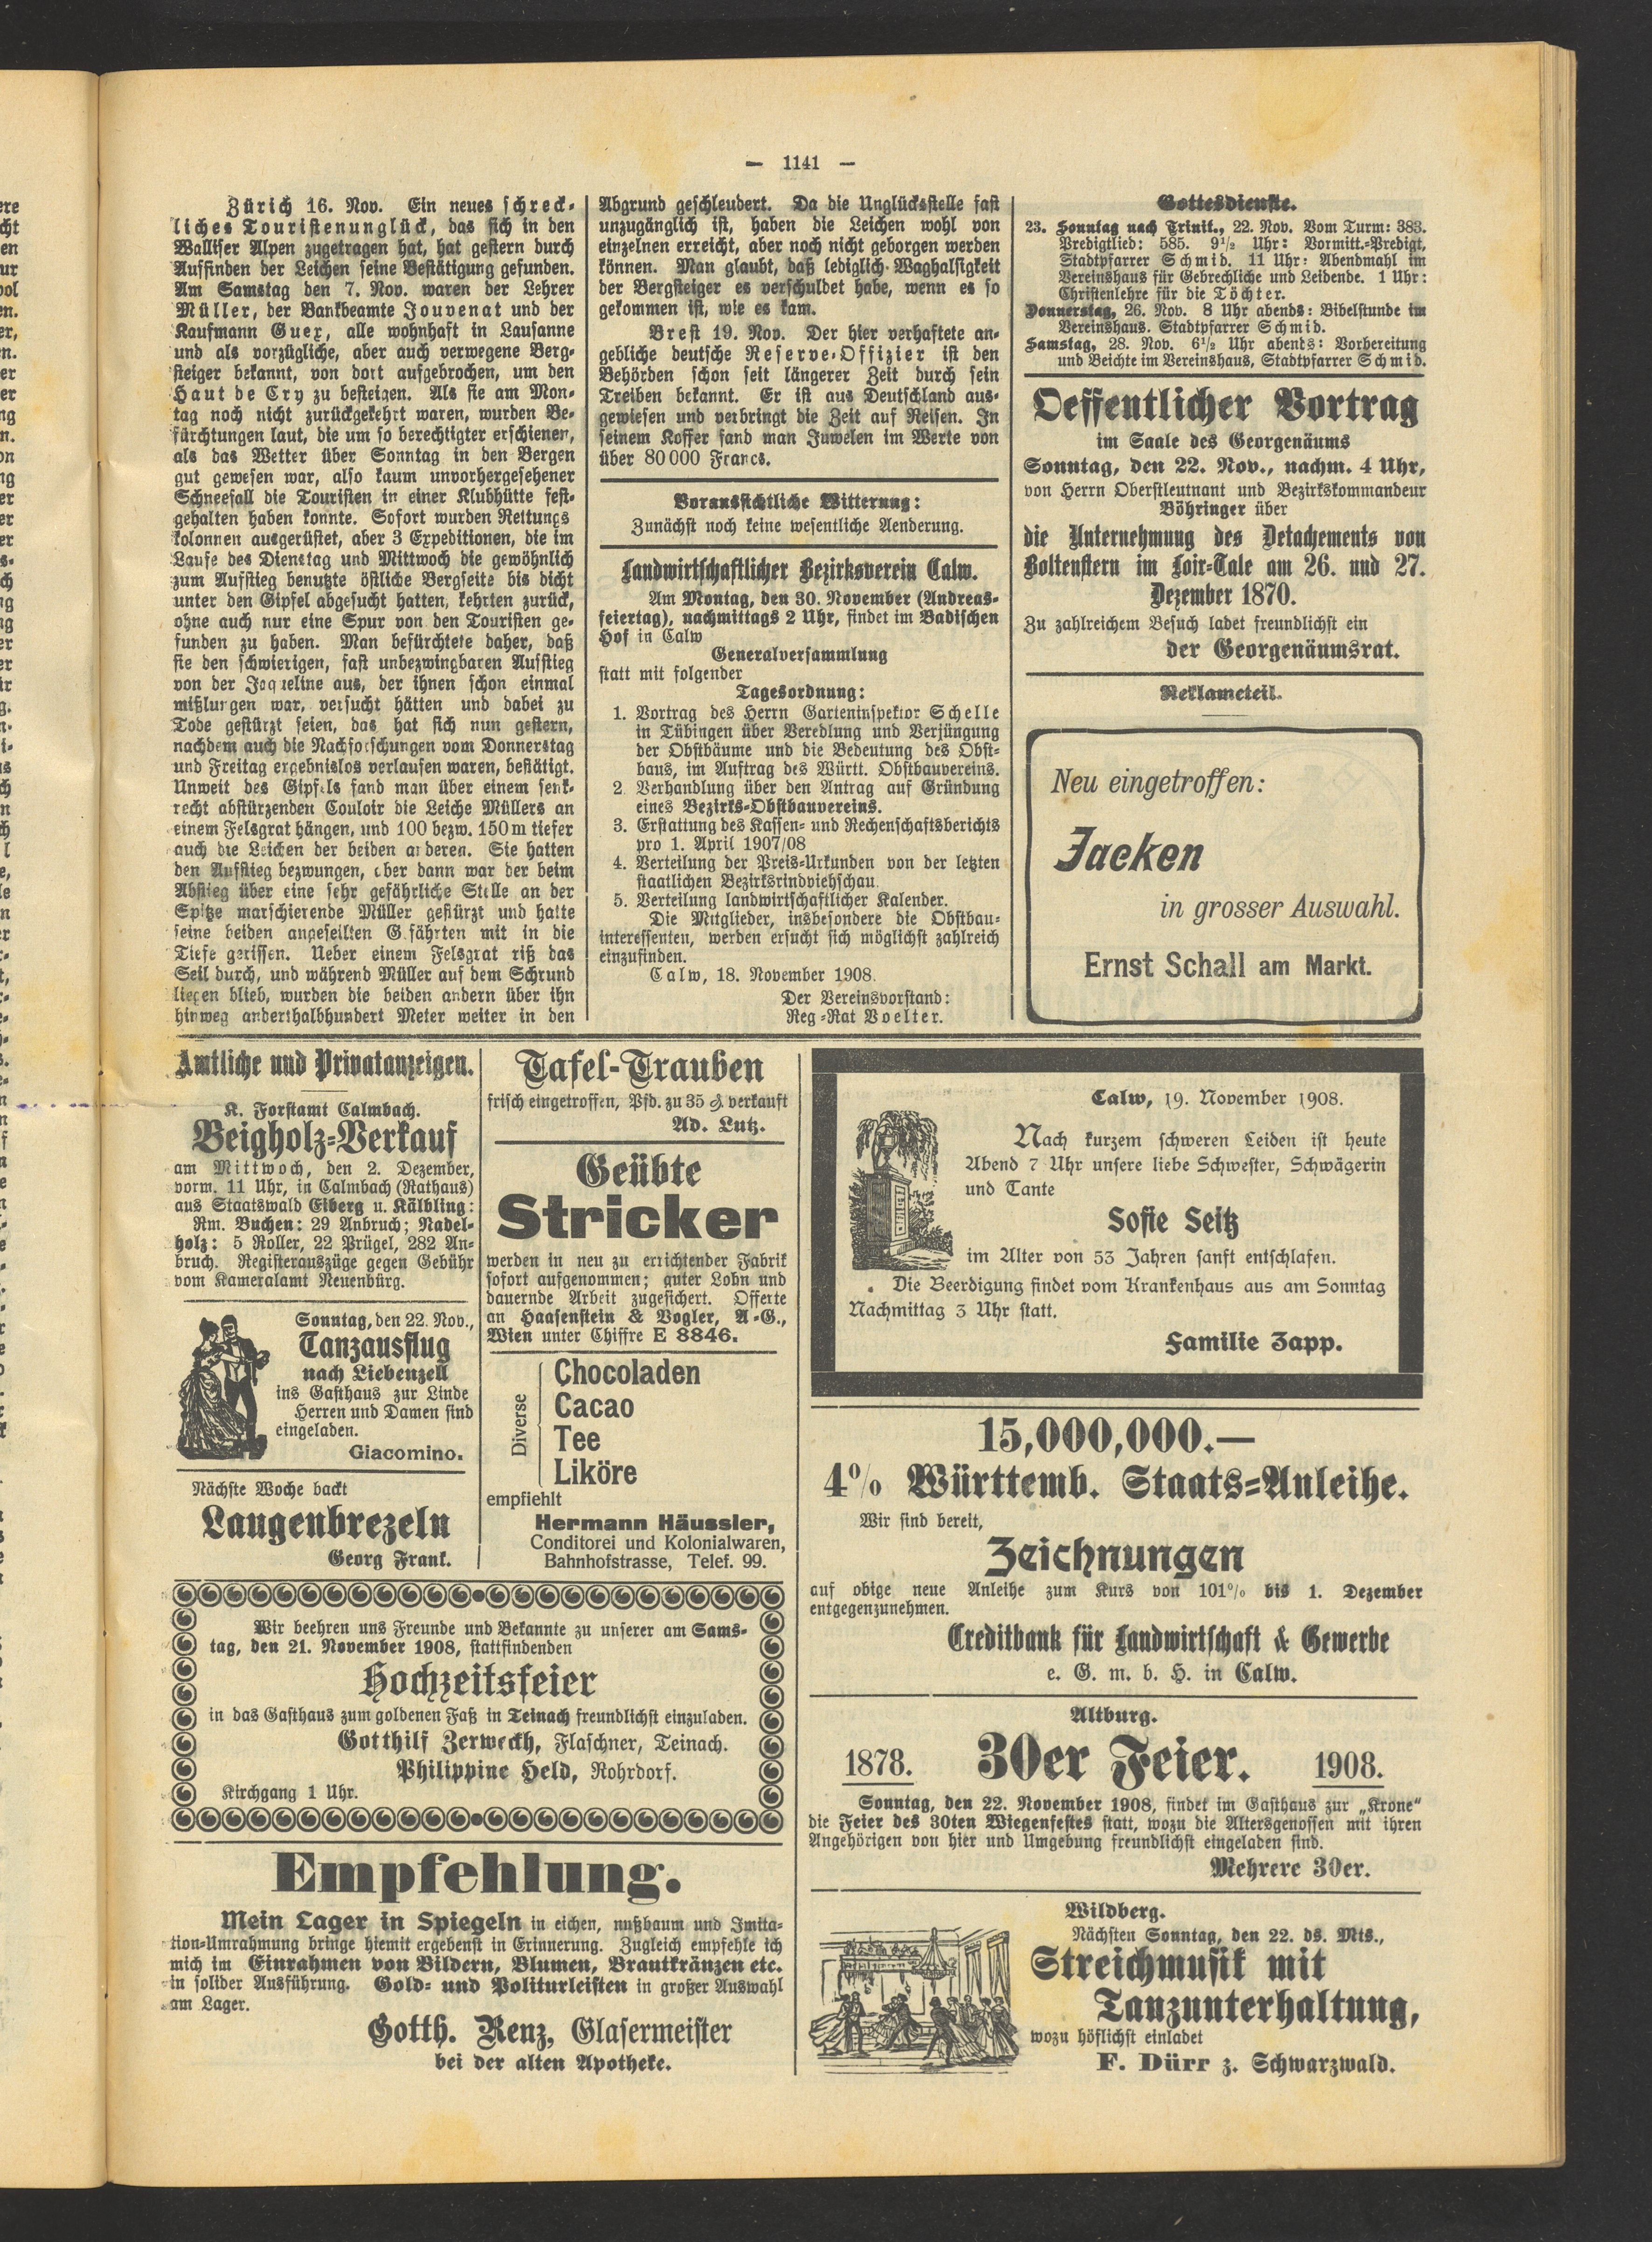 — 1141 —
Zürich 16. Nov. Ein neues schreck-
liches Touristenunglück, das sich in den
Walliser Alpen zugetragen hat, hat gestern durch
Auffinden der Leichen seine Bestätigung gefunden.
Am Samstag den 7. Nov. waren der Lehrer
Müller, der Bankbeamte Jouvenat und der
Kaufmann Guex, alle wohnhaft in Lausanne
und als vorzügliche, aber auch verwegene Berg-
steiger bekannt, von dort aufgebrochen, um den
Haut de Cry zu besteigen. Als sie am Mon-
tag noch nicht zurückgekehrt waren, wurden Be-
fürchtungen laut, die um so berechtigter erschienen,
als das Wetter über Sonntag in den Bergen
gut gewesen war, also kaum unvorhergesehener
Schneefall die Touristen in einer Klubhütte fest-
gehalten haben konnte. Sofort wurden Rettungs
kolonnen ausgerüstet, aber 3 Expeditionen, die im
Laufe des Dienstag und Mittwoch die gewöhnlich
zum Aufstieg benutzte östliche Bergseite bis dicht
unter den Gipfel abgesucht hatten, kehrten zurück,
ohne auch nur eine Spur von den Touristen ge-
funden zu haben. Man befürchtete daher, daß
sie den schwierigen, fast unbezwingbaren Aufstieg
von der Jaqueline aus, der ihnen schon einmal
mißlungen war, versucht hätten und dabei zu
Tode gestürzt seien, das hat sich nun gestern,
nachdem auch die Nachforschungen vom Donnerstag
und Freitag ergebnislos verlaufen waren, bestätigt.
Unweit des Gipfels fand man über einem senk-
recht abstürzenden Couloir die Leiche Müllers an
einem Felsgrat hängen, und 100 bezw. 150 m tiefer
auch die Leichen der beiden anderen. Sie hatten
den Aufstieg bezwungen, aber dann war der beim
Abstieg über eine sehr gefährliche Stelle an der
Spitze marschierende Müller gestürzt und hatte
seine beiden angeseilten Gefährten mit in die
Tiefe gerissen. Ueber einem Felsgrat riß das
Seil durch, und während Müller auf dem Schrund
liegen blieb, wurden die beiden andern über ihn
hinweg anderthalbhundert Meter weiter in den
Abgrund geschleudert. Da die Unglücksstelle fast
unzugänglich ist, haben die Leichen wohl von
einzelnen erreicht, aber noch nicht geborgen werden
können. Man glaubt, daß lediglich Waghalsigkeit
der Bergsteiger es verschuldet habe, wenn es so
gekommen ist, wie es kam.
Brest 19. Nov. Der hier verhaftete an-
gebliche deutsche Reserve-Offizier ist den
Behörden schon seit längerer Zeit durch sein
Treiben bekannt. Er ist aus Deutschland aus-
gewiesen und verbringt die Zeit auf Reisen. In
seinem Koffer fand man Juwelen im Werte von
über 80000 Francs.
Voraussichtliche Witterung:
Zunächst noch keine wesentliche Aenderung.
Landwirtschaftlicher Bezirksverein Calw.
Am Montag, den 30. November (Andreas-
feiertag), nachmittags 2 Uhr, findet im Badischen
Hof in Calw
Generalversammlung
statt mit folgender
Tagesordnung:
1. Vortrag des Herrn Garteninspektor Schelle
in Tübingen über Veredlung und Verjüngung
der Obstbäume und die Bedeutung des Obst-
baus, im Auftrag des Württ. Obstbauvereins.
2. Verhandlung über den Antrag auf Gründung
eines Bezirks-Obstbauvereins.
3. Erstattung des Kassen- und Rechenschaftsberichts
pro 1. April 1907/08
4. Verteilung der Preis-Urkunden von der letzten
staatlichen Bezirksrindviehschau.
5. Verteilung landwirtschaftlicher Kalender.
Die Mitglieder, insbesondere die Obstbau-
interessenten, werden ersucht sich möglichst zahlreich
einzufinden.
Calw, 18. November 1908.
Der Vereinsvorstand:
Reg.-Rat Voelter.
Gottesdienste.
23. Sonntag nach Trinit., 22. Nov. Vom Turm: 383.
Predigtlied: 585. 9½ Uhr: Vormitt.-Predigt,
Stadtpfarrer Schmid. 11 Uhr: Abendmahl im
Vereinshaus für Gebrechliche und Leidende. 1 Uhr:
Christenlehre für die Töchter.
Donnerstag, 26. Nov. 8 Uhr abends: Bibelstunde im
Vereinshaus. Stadtpfarrer Schmid.
Samstag, 28. Nov. 6½ Uhr abends: Vorbereitung
und Beichte im Vereinshaus, Stadtpfarrer Schmid.
Oeffentlicher Vortrag
im Saale des Georgenäums
Sonntag, den 22. Nov., nachm. 4 Uhr,
von Herrn Oberstleutnant und Bezirkskommandeur
Böhringer über
die Unternehmung des Detachements von
Boltenstern im Loir-Tale am 26. und 27.
Dezember 1870.
Zu zahlreichem Besuch ladet freundlichst ein
der Georgenäumsrat.
Reklameteil.
Neu eingetroffen:
Jacken
in grosser Auswahl.
Ernst Schall am Markt.
Amtliche und Privatanzeigen.
K. Forstamt Calmbach.
Beigholz-Verkauf
am Mittwoch, den 2. Dezember,
vorm. 11 Uhr, in Calmbach (Rathaus)
aus Staatswald Eiberg u. Kälbling:
Rm. Buchen: 29 Anbruch; Nadel-
holz: 5 Roller, 22 Prügel, 282 An-
bruch. Registerauszüge gegen Gebühr
vom Kameralamt Neuenbürg.
Sonntag, den 22. Nov.,
Tanzausflug
nach Liebenzell
ins Gasthaus zur Linde
Herren und Damen sind
eingeladen.
Giacomino.
Nächste Woche backt
Laugenbrezeln
Georg Frank.
Tafel-Trauben
frisch eingetroffen, Pfd. zu 35 ₰ verkauft
Ad. Lutz.
Geübte
Stricker
werden in neu zu errichtender Fabrik
sofort aufgenommen; guter Lohn und
dauernde Arbeit zugesichert. Offerte
an Haasenstein & Vogler, A.-G.,
Wien unter Chiffre E 8846.
Diverse
Chocoladen
Cacao
Tee
Liköre
empfiehlt
Hermann Häussler,
Conditorei und Kolonialwaren,
Bahnhofstrasse, Telef. 99.
Wir beehren uns Freunde und Bekannte zu unserer am Sams-
tag, den 21. November 1908, stattfindenden
Hochzeitsfeier
in das Gasthaus zum goldenen Faß in Teinach freundlichst einzuladen.
Gotthilf Zerweckh, Flaschner, Teinach.
Philippine Held, Rohrdorf.
Kirchgang 1 Uhr.
Empfehlung.
Mein Lager in Spiegeln in eichen, nußbaum und Imita-
tion-Umrahmung bringe hiemit ergebenst in Erinnerung. Zugleich empfehle ich
mich im Einrahmen von Bildern, Blumen, Brautkränzen etc.
in solider Ausführung. Gold- und Politurleisten in großer Auswahl
am Lager.
Gotth. Renz, Glasermeister
bei der alten Apotheke.
Calw, 19. November 1908.
Nach kurzem schweren Leiden ist heute
Abend 7 Uhr unsere liebe Schwester, Schwägerin
und Tante
Sofie Seitz
im Alter von 53 Jahren sanft entschlafen.
Die Beerdigung findet vom Krankenhaus aus am Sonntag
Nachmittag 3 Uhr statt.
Familie Zapp.
15,000,000.—
4% Württemb. Staats-Anleihe.
Wir sind bereit,
Zeichnungen
auf obige neue Anleihe zum Kurs von 101% bis 1. Dezember
entgegenzunehmen.
Creditbank für Landwirtschaft & Gewerbe
e. G. m. b. H. in Calw.
Altburg.
1878. 30er Feier. 1908.
Sonntag, den 22. November 1908, findet im Gasthaus zur „Krone“
die Feier des 30ten Wiegenfestes statt, wozu die Altersgenossen mit ihren
Angehörigen von hier und Umgebung freundlichst eingeladen sind.
Mehrere 30er.
Wildberg.
Nächsten Sonntag, den 22. ds. Mts.,
Streichmusik mit
Tanzunterhaltung,
wozu höflichst einladet
F. Dürr z. Schwarzwald.